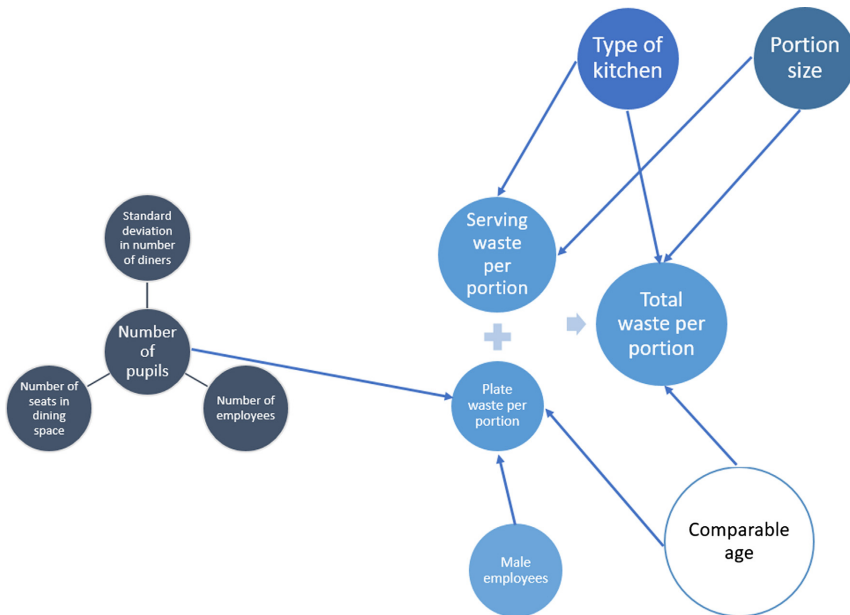 Type of
kitchen
Portion
size
Standard
deviation
in number
of diners
Serving
waste
per
portion
Total
waste per
portion
Number
of
pupils
Number of
seats in
dining
space
Number of
employees
Plate
waste per
portion
Male
employees
Comparable
age